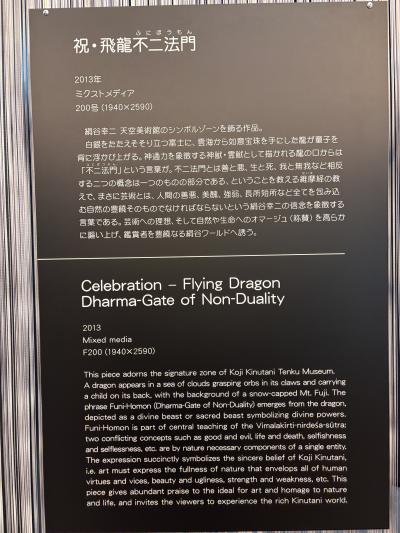 ふにほうもん
祝・飛龍不二法門
2013年
ミクストメディア
200号 (1940×2590)
絹谷幸二 天空美術館のシンボルゾーンを飾る作品。
白銀をたたえそそり立つ富士に、雲海から如意宝珠を手にした龍が童子を
背に浮かび上がる。神通力を象徴する神獣・霊獣として描かれる龍の口からは
「不二法門」という言葉が。不二法門とは善と悪、生と死、我と無我など相反
する二つの概念は一つのものの部分である、ということを教える維摩経の教
えで、まさに芸術とは、人間の善悪、美醜、強弱、長所短所など全てを包み込
む自然の豊饒そのものでなければならないという絹谷幸二の信念を象徴する
言葉である。芸術への理想、そして自然や生命へのオマージュ（称賛）を高らか
に謳い上げ、鑑賞者を豊饒なる絹谷ワールドへ誘う。
Celebration – Flying Dragon
Dharma-Gate of Non-Duality
2013
Mixed media
F200 (1940×2590)
This piece adorns the signature zone of Koji Kinutani Tenku Museum.
A dragon appears in a sea of clouds grasping orbs in its claws and carrying
a child on its back, with the background of a snow-capped Mt. Fuji. The
phrase Funi-Homon (Dharma-Gate of Non-Duality) emerges from the dragon,
depicted as a divine beast or sacred beast symbolizing divine powers.
Funi-Homon is part of central teaching of the Vimalakirti-nirdeśa-sūtra:
two conflicting concepts such as good and evil, life and death, selfishness
and selflessness, etc. are by nature necessary components of a single entity.
The expression succinctly symbolizes the sincere belief of Koji Kinutani,
i.e. art must express the fullness of nature that envelops all of human
virtues and vices, beauty and ugliness, strength and weakness, etc. This
piece gives abundant praise to the ideal for art and homage to nature
and life, and invites the viewers to experience the rich Kinutani world.